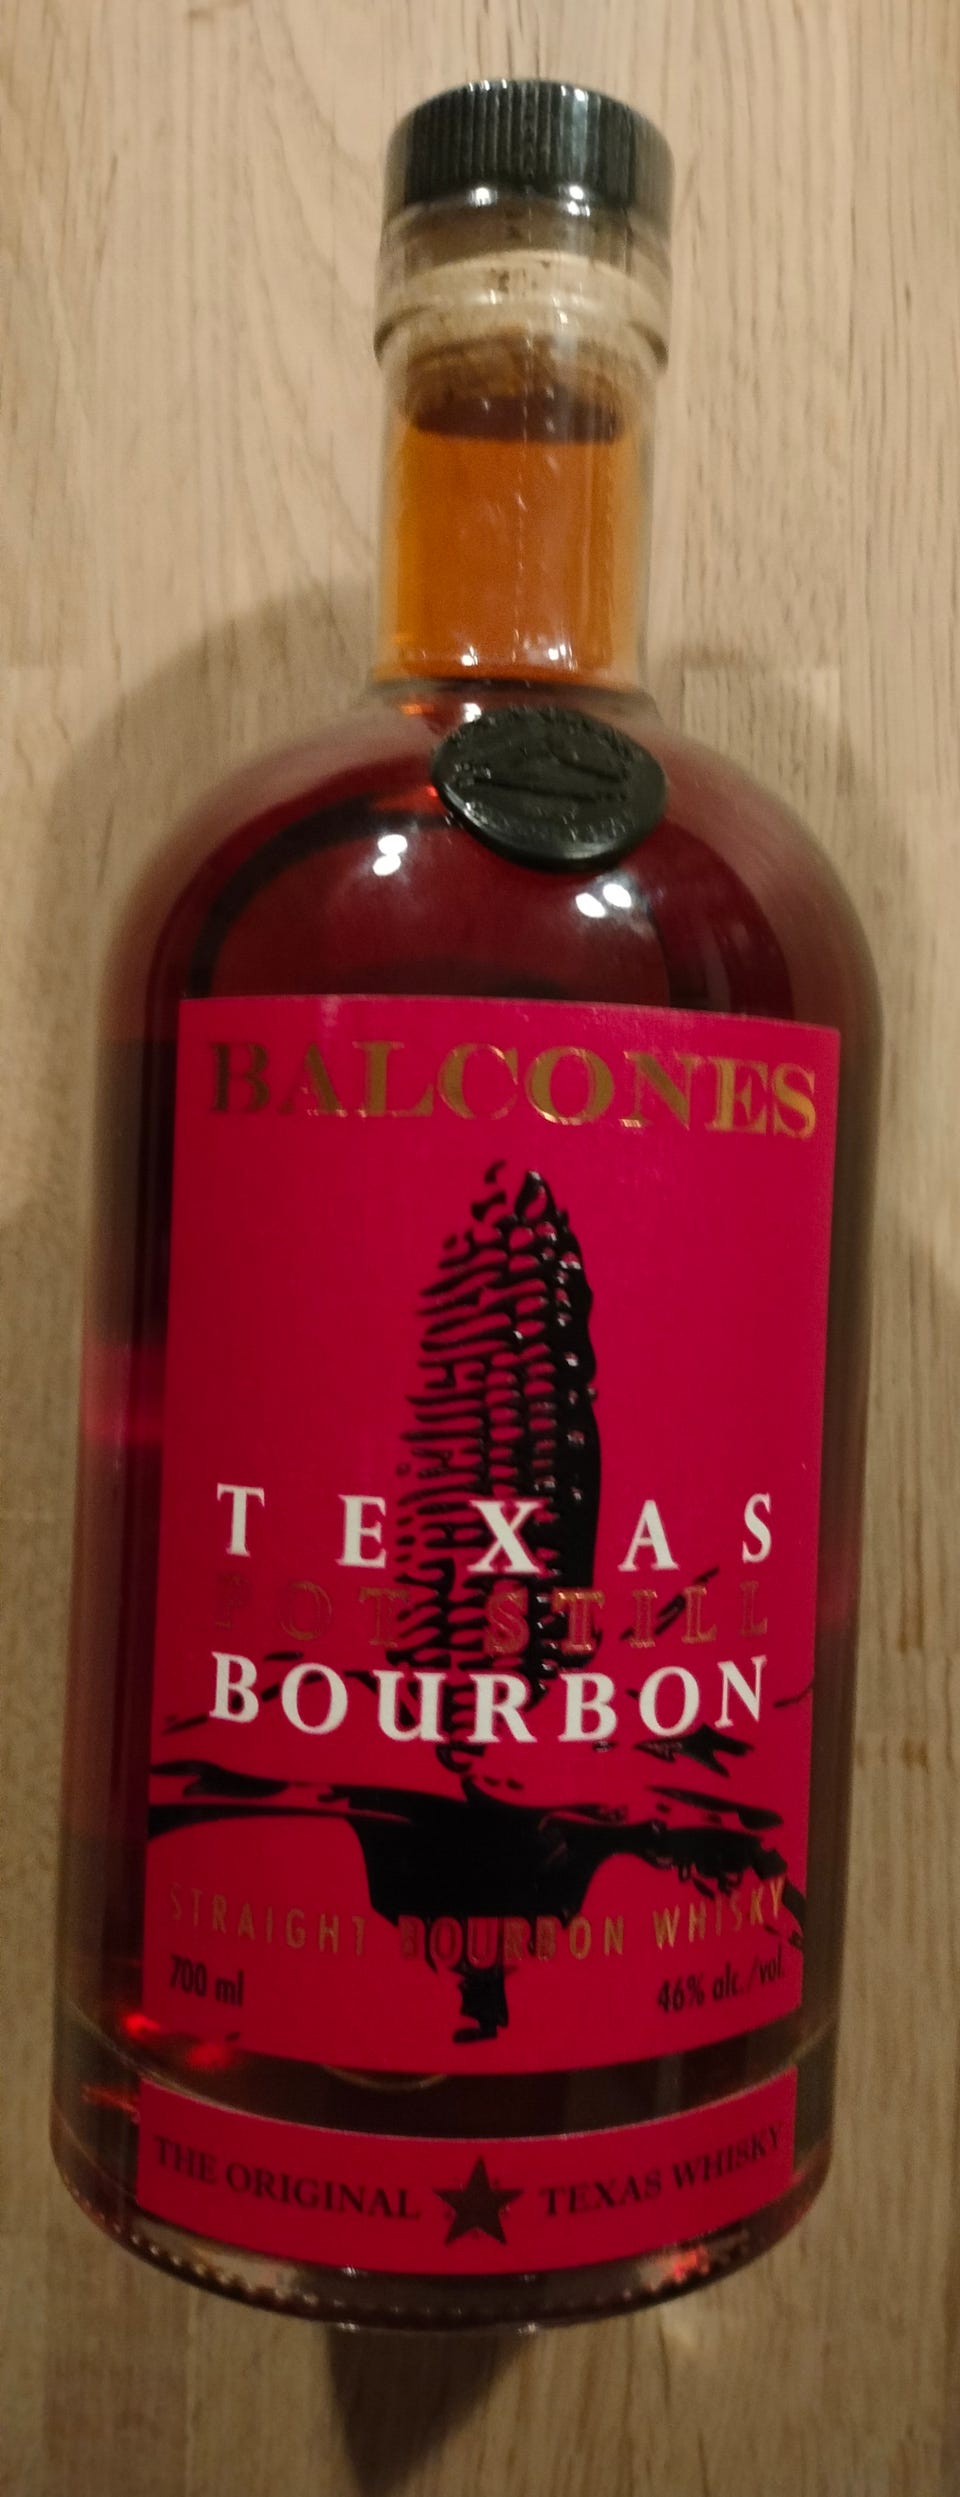 BALCONES
TEXAS
POT STILL
BOURBON
STRAIGHT BOURBON WHISKY
700 ml 46% alc./vol.
THE ORIGINAL ★ TEXAS WHISKY